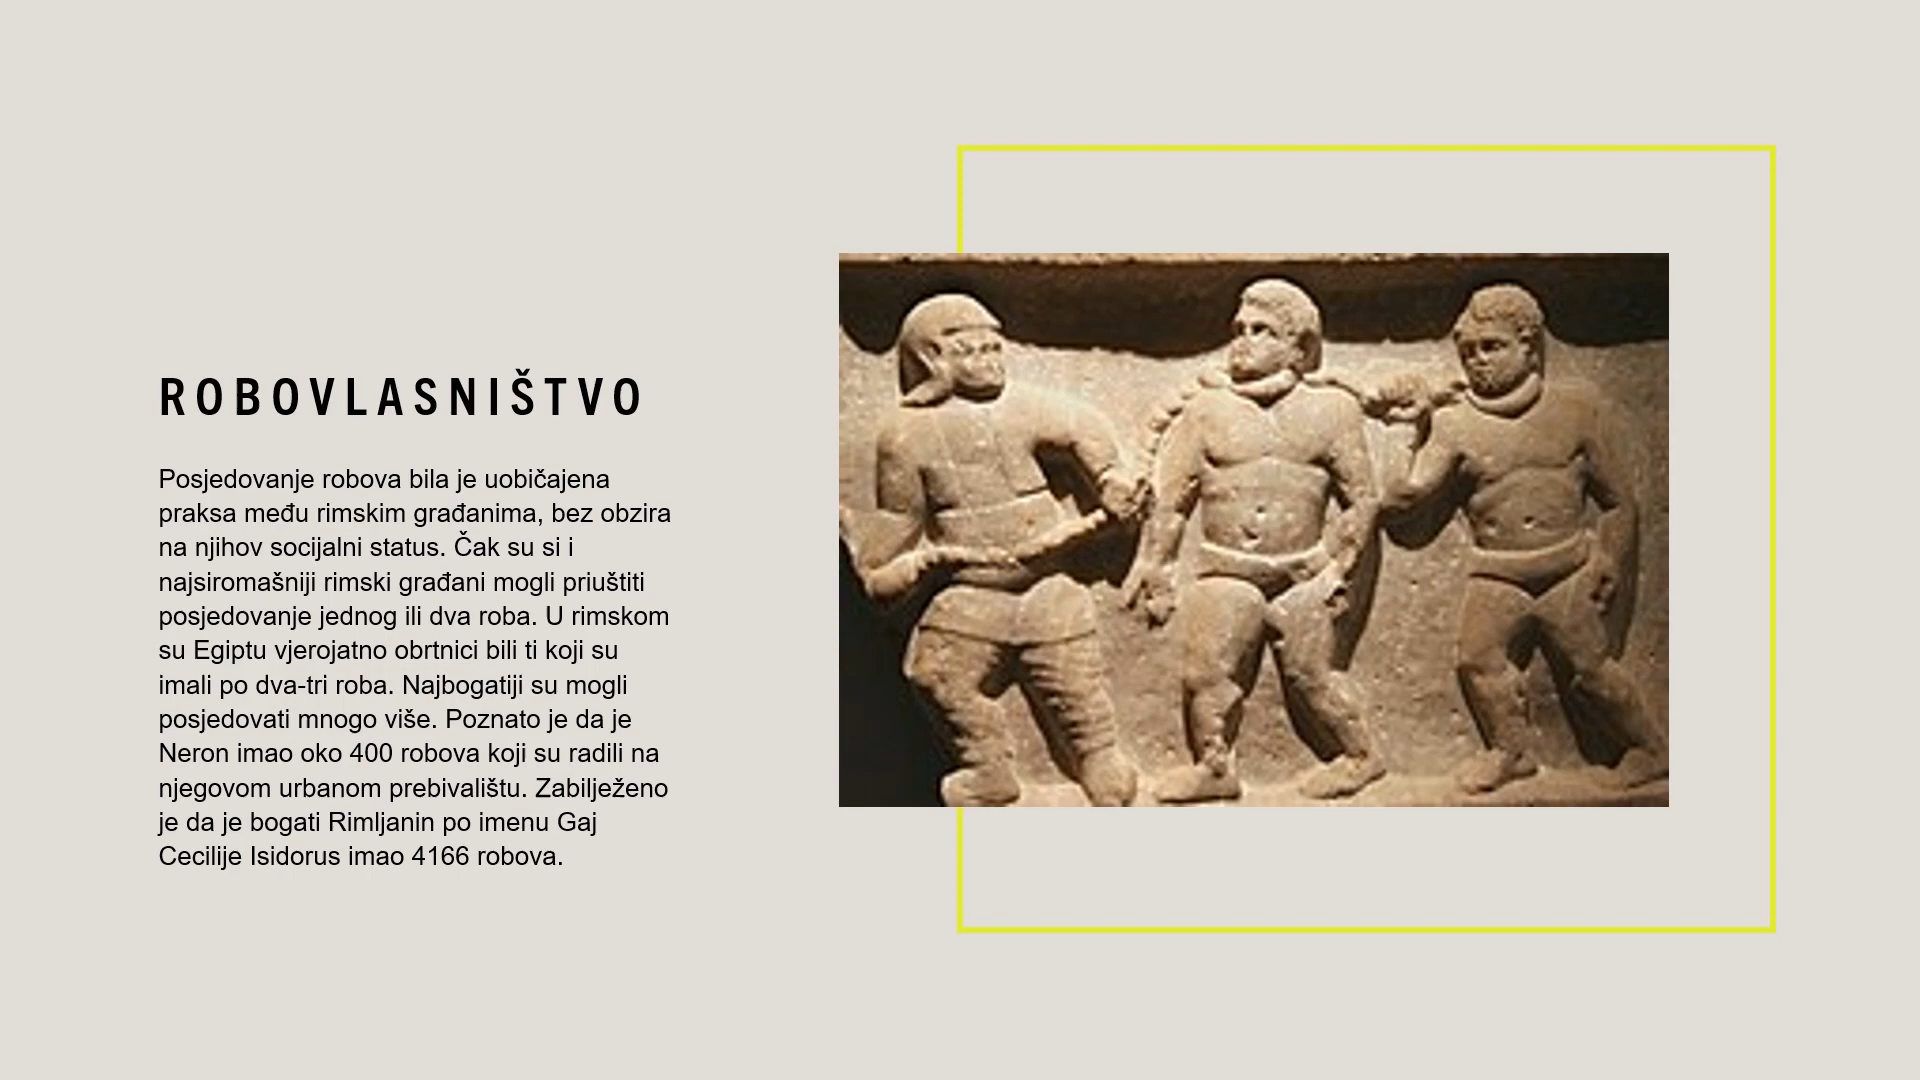 ROBOVLASNIŠTVO
Posjedovanje robova bila je uobičajena
praksa među rimskim građanima, bez obzira
na njihov socijalni status. Čak su si i
najsiromašniji rimski građani mogli priuštiti
posjedovanje jednog ili dva roba. U rimskom
su Egiptu vjerojatno obrtnici bili ti koji su
imali po dva-tri roba. Najbogatiji su mogli
posjedovati mnogo više. Poznato je da je
Neron imao oko 400 robova koji su radili na
njegovom urbanom prebivalištu. Zabilježeno
je da je bogati Rimljanin po imenu Gaj
Cecilije Isidorus imao 4166 robova.